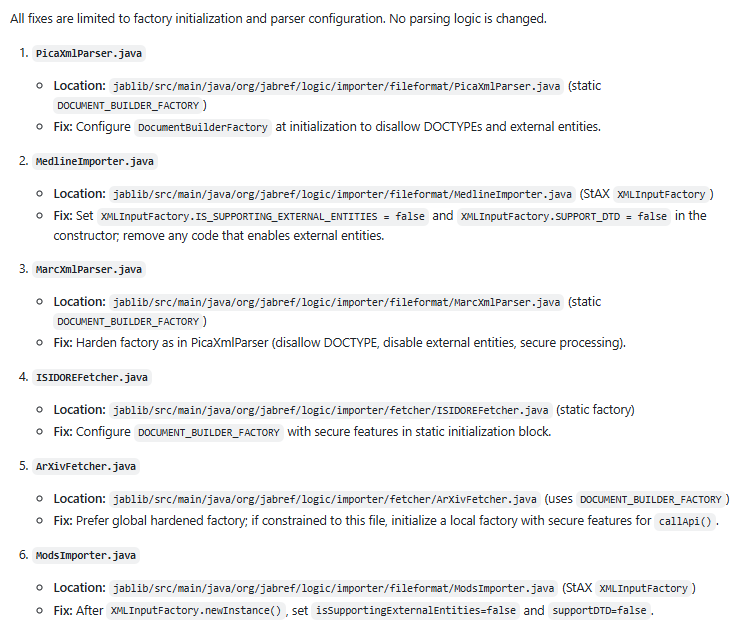 All fixes are limited to factory initialization and parser configuration. No parsing logic is changed.
1. PicaXmlParser.java
Location: jablib/src/main/java/org/jabref/logic/importer/fileformat/PicaXmlParser.java (static
DOCUMENT_BUILDER_FACTORY )
Fix: Configure DocumentBuilderFactory at initialization to disallow DOCTYPEs and external entities.
2. MedlineImporter.java
Location: jablib/src/main/java/org/jabref/logic/importer/fileformat/MedlineImporter.java (StAX XMLInputFactory )
Fix: Set XMLInputFactory.IS_SUPPORTING_EXTERNAL_ENTITIES = false and XMLInputFactory.SUPPORT_DTD = false in the
constructor; remove any code that enables external entities.
3. MarcXmlParser.java
Location: jablib/src/main/java/org/jabref/logic/importer/fileformat/MarcXmlParser.java (static
DOCUMENT_BUILDER_FACTORY )
Fix: Harden factory as in PicaXmlParser (disallow DOCTYPE, disable external entities, secure processing).
4. ISIDOREFetcher.java
Location: jablib/src/main/java/org/jabref/logic/importer/fetcher/ISIDOREFetcher.java (static factory)
Fix: Configure DOCUMENT_BUILDER_FACTORY with secure features in static initialization block.
5. ArXivFetcher.java
Location: jablib/src/main/java/org/jabref/logic/importer/fetcher/ArXivFetcher.java (uses DOCUMENT_BUILDER_FACTORY )
Fix: Prefer global hardened factory; if constrained to this file, initialize a local factory with secure features for callApi() .
6. ModsImporter.java
Location: jablib/src/main/java/org/jabref/logic/importer/fileformat/ModsImporter.java (StAX XMLInputFactory )
Fix: After XMLInputFactory.newInstance() , set isSupportingExternalEntities=false and supportDTD=false .